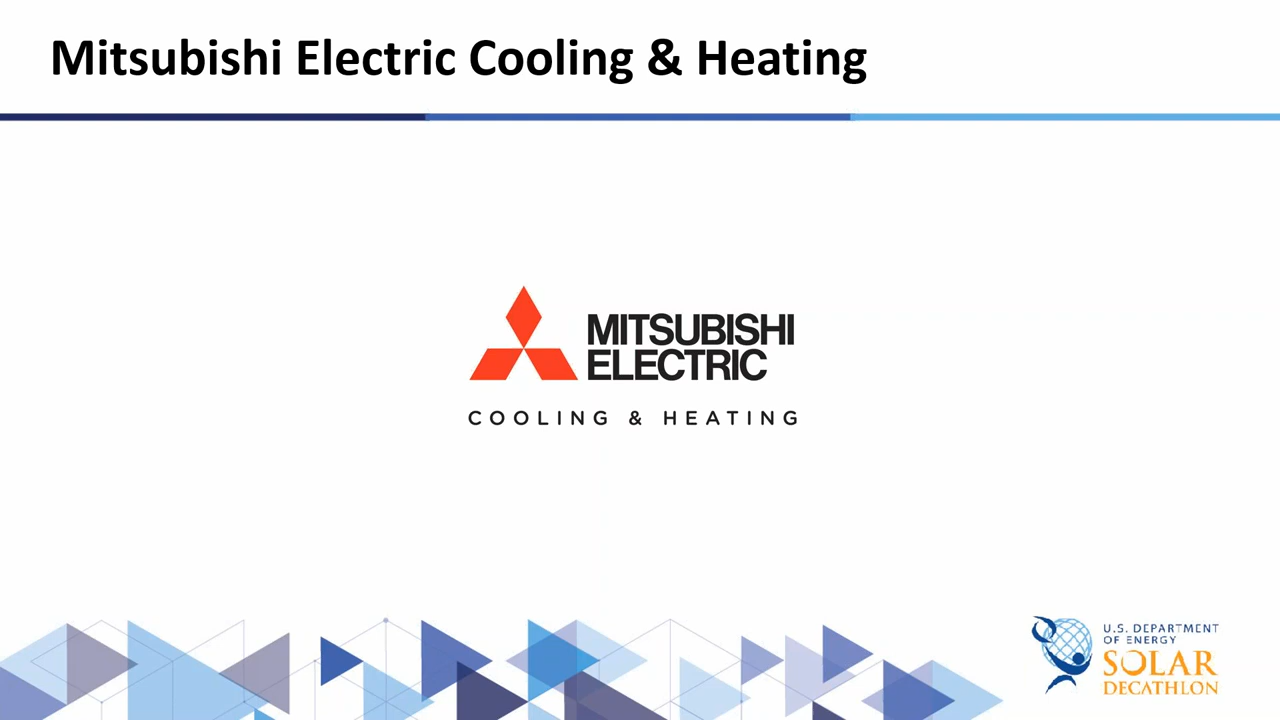 Mitsubishi Electric Cooling & Heating
MITSUBISHI
ELECTRIC
COOLING & HEATING
U.S. DEPARTMENT
OF ENERGY
SOLAR
DECATHLON